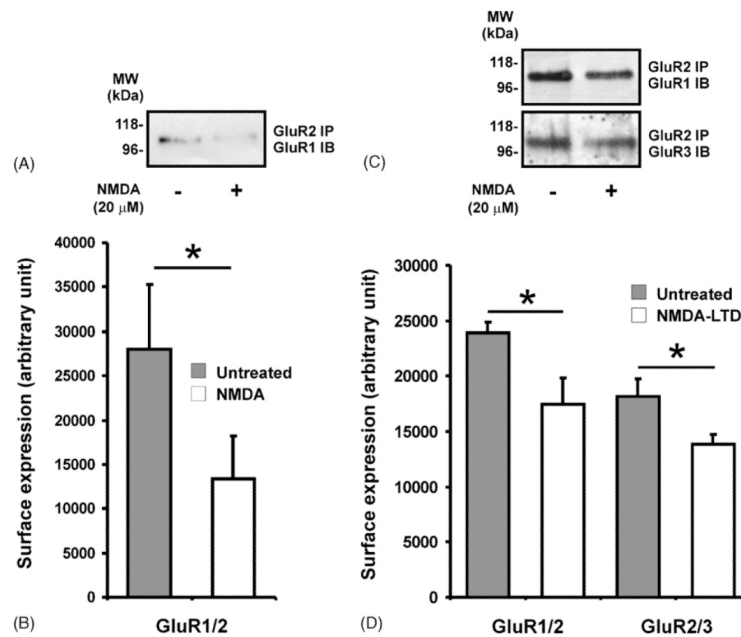 MW
(kDa)
118-
96-
GluR2 IP
GluR1 IB
(A)
NMDA
(20 μM)
- +
Surface expression (arbitrary unit)
40000
35000
30000
25000
20000
15000
10000
5000
0
*
Untreated
NMDA
GluR1/2
(B)
MW
(kDa)
118-
96-
GluR2 IP
GluR1 IB
118-
96-
GluR2 IP
GluR3 IB
(C)
NMDA
(20 μM)
- +
Surface expression (arbitrary unit)
30000
25000
20000
15000
10000
5000
0
Untreated
NMDA-LTD
*
*
GluR1/2 GluR2/3
(D)